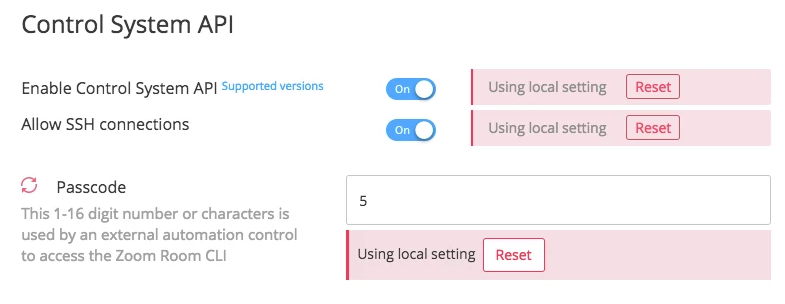 Control System API
Enable Control System API Supported versions On Using local setting Reset
Allow SSH connections On Using local setting Reset
Passcode
5
This 1-16 digit number or characters is
used by an external automation control
to access the Zoom Room CLI
Using local setting Reset